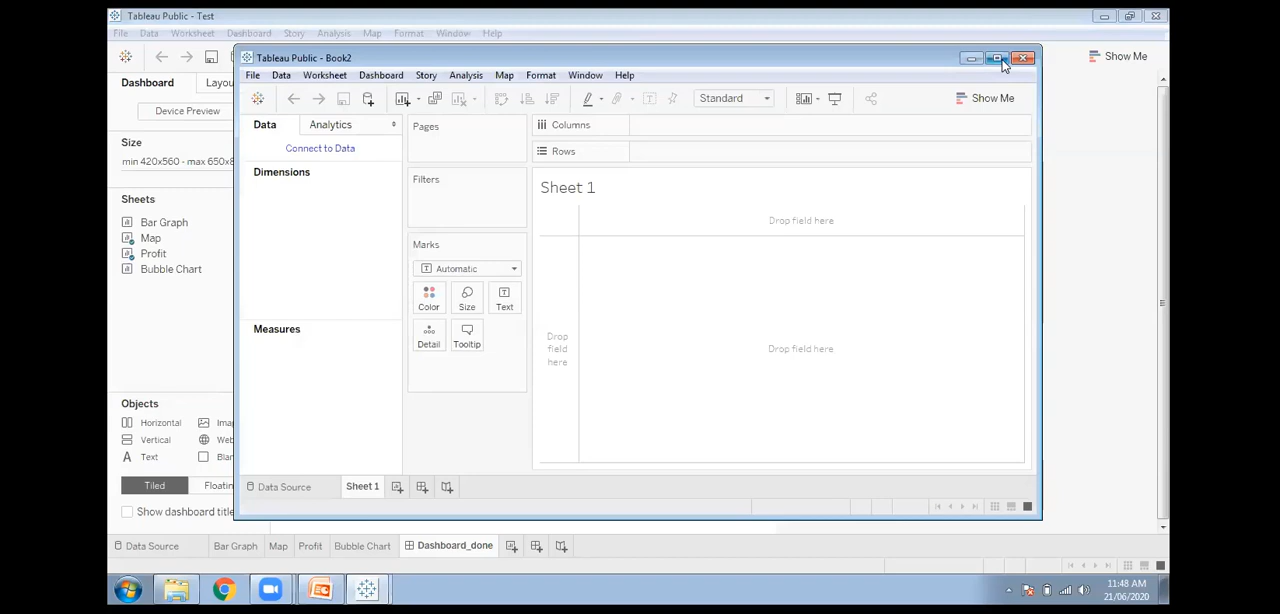 Tableau Public - Test
File Data Worksheet Dashboard Story Analysis Map Format Window Help
Show Me
Dashboard Layou
Device Preview
Size
min 420x560 - max 650x8
Sheets
Bar Graph
Map
Profit
Bubble Chart
Objects
Horizontal Imag
Vertical Web
A Text Blan
Tiled Floatin
Show dashboard title
Tableau Public - Book2
File Data Worksheet Dashboard Story Analysis Map Format Window Help
Standard Show Me
Data Analytics
Connect to Data
Dimensions
Measures
Pages
Filters
Marks
Automatic
Color Size Text
Detail Tooltip
Columns
Rows
Sheet 1
Drop field here
Drop
field
here
Drop field here
Data Source Sheet 1
Data Source Bar Graph Map Profit Bubble Chart Dashboard_done
11:48 AM
21/06/2020